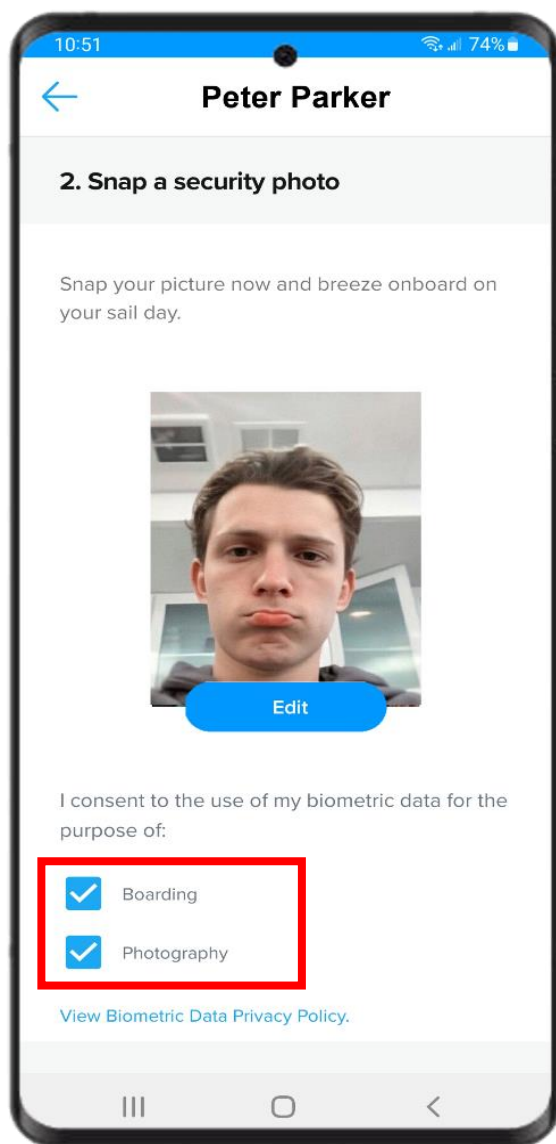 10:51
74%
Peter Parker
2. Snap a security photo
Snap your picture now and breeze onboard on
your sail day.
Edit
I consent to the use of my biometric data for the
purpose of:
Boarding
Photography
View Biometric Data Privacy Policy.